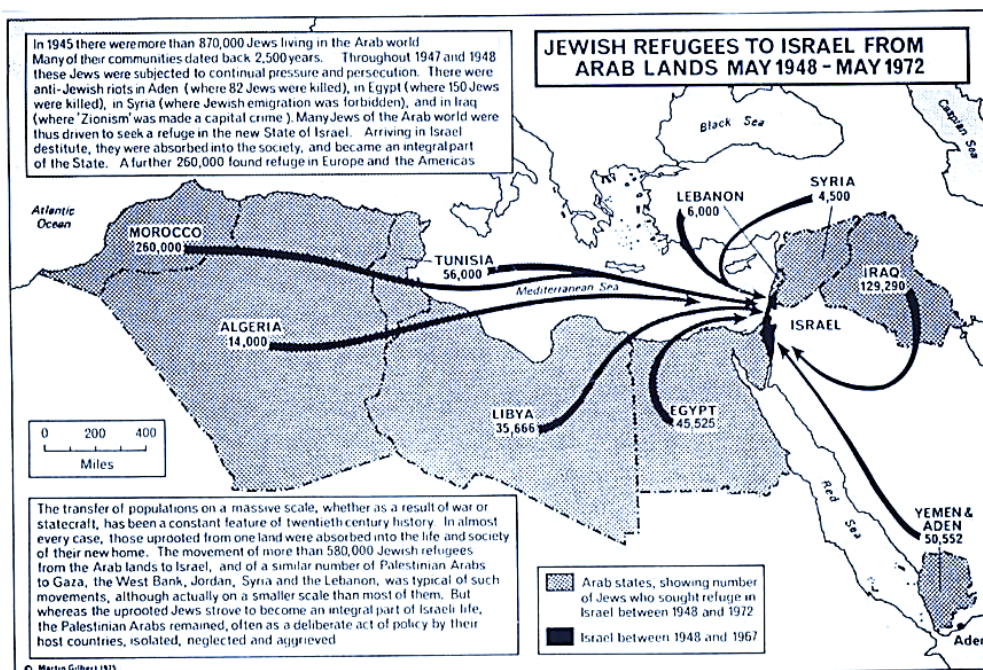 In 1945 there were more than 870,000 Jews living in the Arab world
Many of their communities dated back 2,500 years. Throughout 1947 and 1948
these Jews were subjected to continual pressure and persecution. There were
anti-Jewish riots in Aden (where 82 Jews were killed), in Egypt (where 150 Jews
were killed), in Syria (where Jewish emigration was forbidden), and in Iraq
(where 'Zionism' was made a capital crime). Many Jews of the Arab world were
thus driven to seek a refuge in the new State of Israel. Arriving in Israel
destitute, they were absorbed into the society, and became an integral part
of the State. A further 260,000 found refuge in Europe and the Americas
JEWISH REFUGEES TO ISRAEL FROM
ARAB LANDS MAY 1948 – MAY 1972
Black Sea
Caspian Sea
Atlantic
Ocean
MOROCCO
260,000
TUNISIA
56,000
LEBANON
6,000
SYRIA
4,500
IRAQ
129,290
Mediterranean Sea
ALGERIA
14,000
ISRAEL
LIBYA
35,666
EGYPT
45,525
0 200 400
Miles
Red Sea
YEMEN &
ADEN
50,552
Aden
The transfer of populations on a massive scale, whether as a result of war or
statecraft, has been a constant feature of twentieth century history. In almost
every case, those uprooted from one land were absorbed into the life and society
of their new home. The movement of more than 580,000 Jewish refugees
from the Arab lands to Israel, and of a similar number of Palestinian Arabs
to Gaza, the West Bank, Jordan, Syria and the Lebanon, was typical of such
movements, although actually on a smaller scale than most of them. But
whereas the uprooted Jews strove to become an integral part of Israeli life,
the Palestinian Arabs remained, often as a deliberate act of policy by their
host countries, isolated, neglected and aggrieved
Arab states, showing number
of Jews who sought refuge in
Israel between 1948 and 1972
Israel between 1948 and 1967
© Martin Gilbert 1975